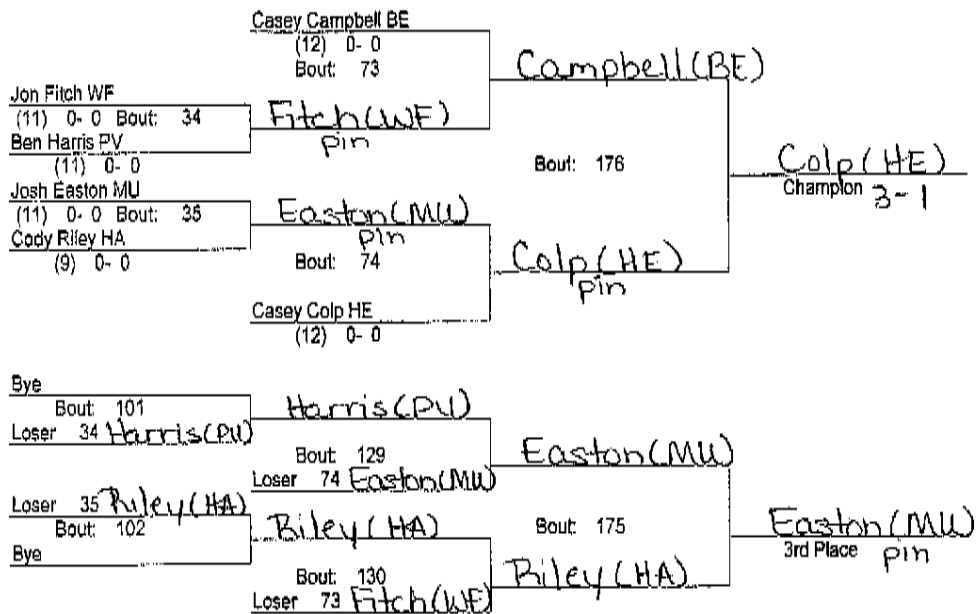 Casey Campbell BE
(12) 0- 0
Bout: 73
Campbell (BE)
Jon Fitch WF
(11) 0- 0 Bout: 34
Fitch (WF)
pin
Ben Harris PV
(11) 0- 0
Bout: 176
Colp (HE)
Champion 3-1
Josh Easton MU
(11) 0- 0 Bout: 35
Easton (MU)
pin
Cody Riley HA
(9) 0- 0
Bout: 74
Colp (HE)
pin
Casey Colp HE
(12) 0- 0
Bye
Bout: 101
Harris (PV)
Loser 34 Harris (PV)
Bout: 129
Easton (MU)
Loser 74 Easton (MU)
Loser 35 Riley (HA)
Bout: 102
Riley (HA)
Bout: 175
Easton (MU)
3rd Place pin
Bye
Bout: 130
Riley (HA)
Loser 73 Fitch (WF)